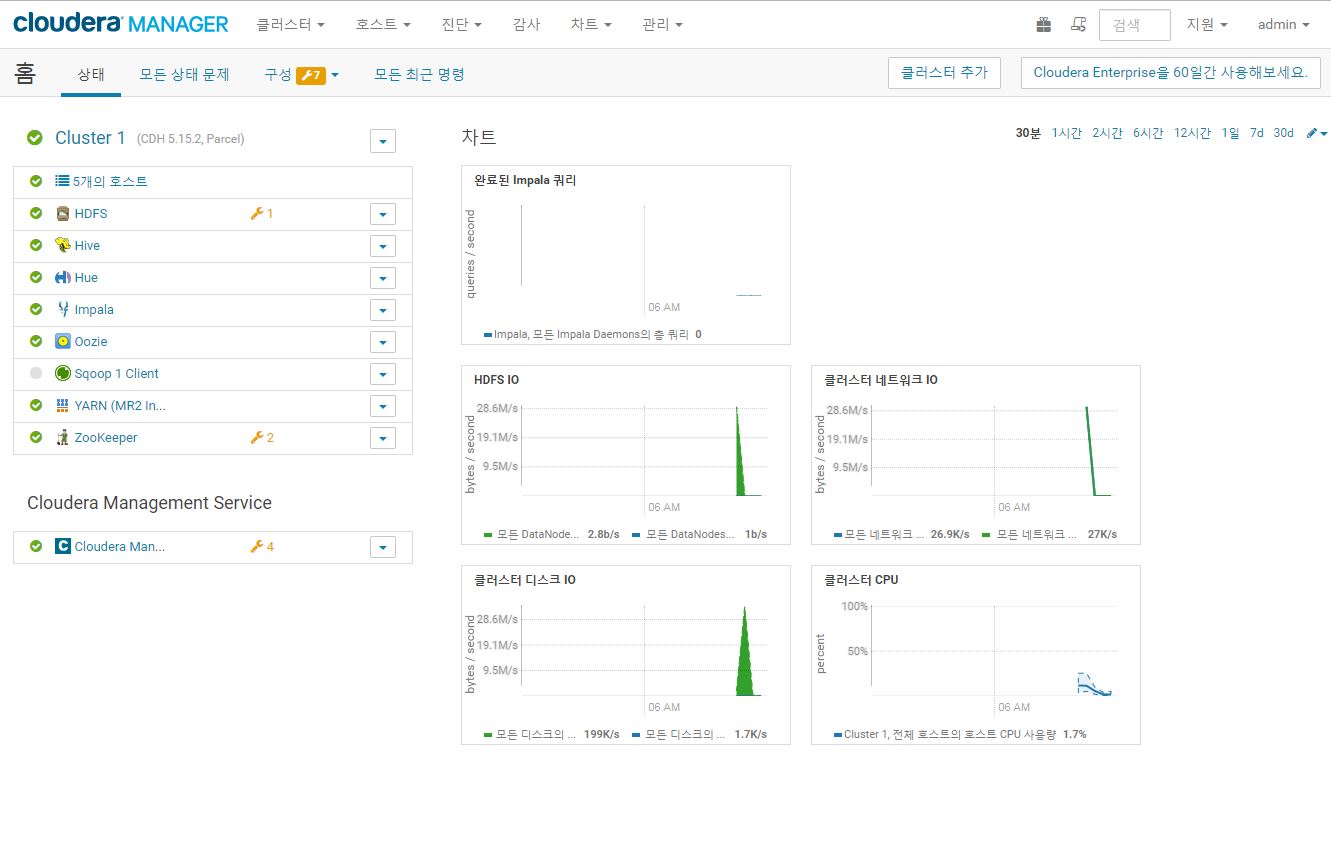 cloudera MANAGER 클러스터 호스트 진단 감사 차트 관리 검색 지원 admin
홈 상태 모든 상태 문제 구성 7 모든 최근 명령 클러스터 추가 Cloudera Enterprise을 60일간 사용해보세요.
Cluster 1 (CDH 5.15.2, Parcel)
5개의 호스트
HDFS 1
Hive
Hue
Impala
Oozie
Sqoop 1 Client
YARN (MR2 In...
ZooKeeper 2
Cloudera Management Service
C Cloudera Man... 4
차트 30분 1시간 2시간 6시간 12시간 1일 7d 30d
완료된 Impala 쿼리
queries / second
06 AM
Impala, 모든 Impala Daemons의 총 쿼리 0
HDFS IO
bytes / second
28.6M/s
19.1M/s
9.5M/s
06 AM
모든 DataNode... 2.8b/s 모든 DataNodes,... 1b/s
클러스터 네트워크 IO
bytes / second
28.6M/s
19.1M/s
9.5M/s
06 AM
모든 네트워크 ... 26.9K/s 모든 네트워크 ... 27K/s
클러스터 디스크 IO
bytes / second
28.6M/s
19.1M/s
9.5M/s
06 AM
모든 디스크의 ... 199K/s 모든 디스크의 ... 1.7K/s
클러스터 CPU
percent
100%
50%
06 AM
Cluster 1, 전체 호스트의 호스트 CPU 사용량 1.7%